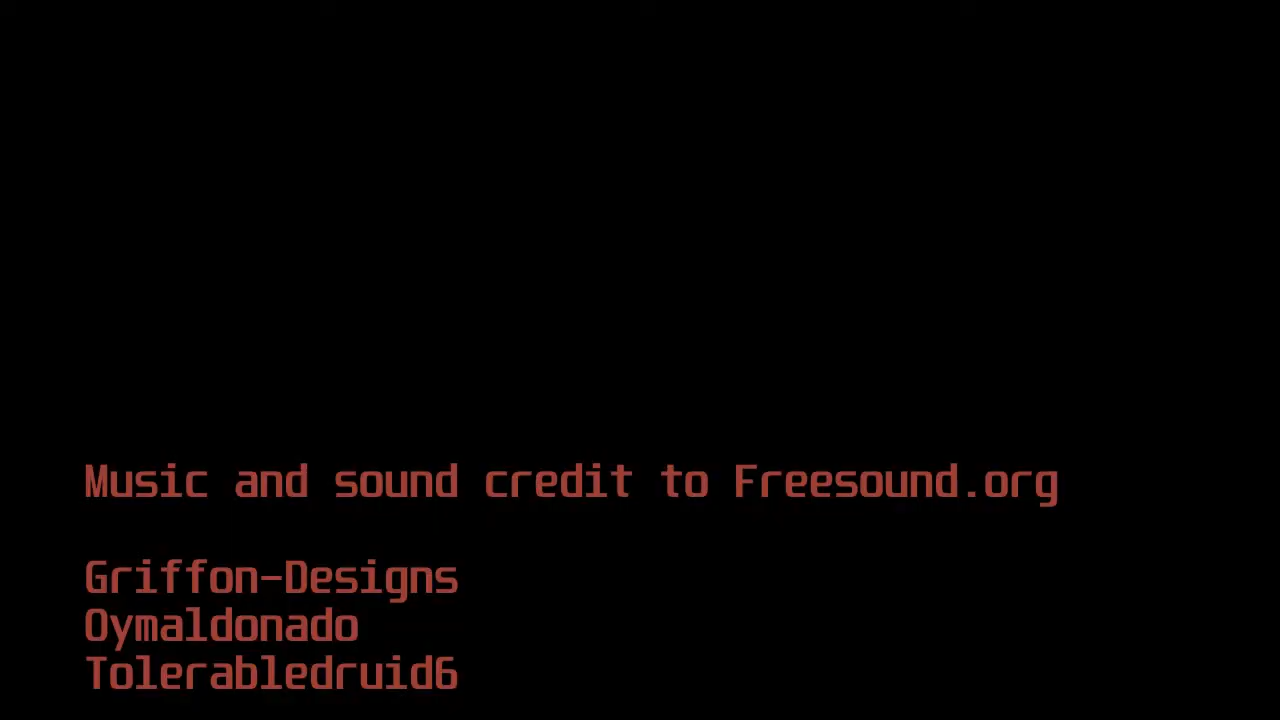 Music and sound credit to Freesound.org
Griffon-Designs
Oymaldonado
Tolerabledruid6